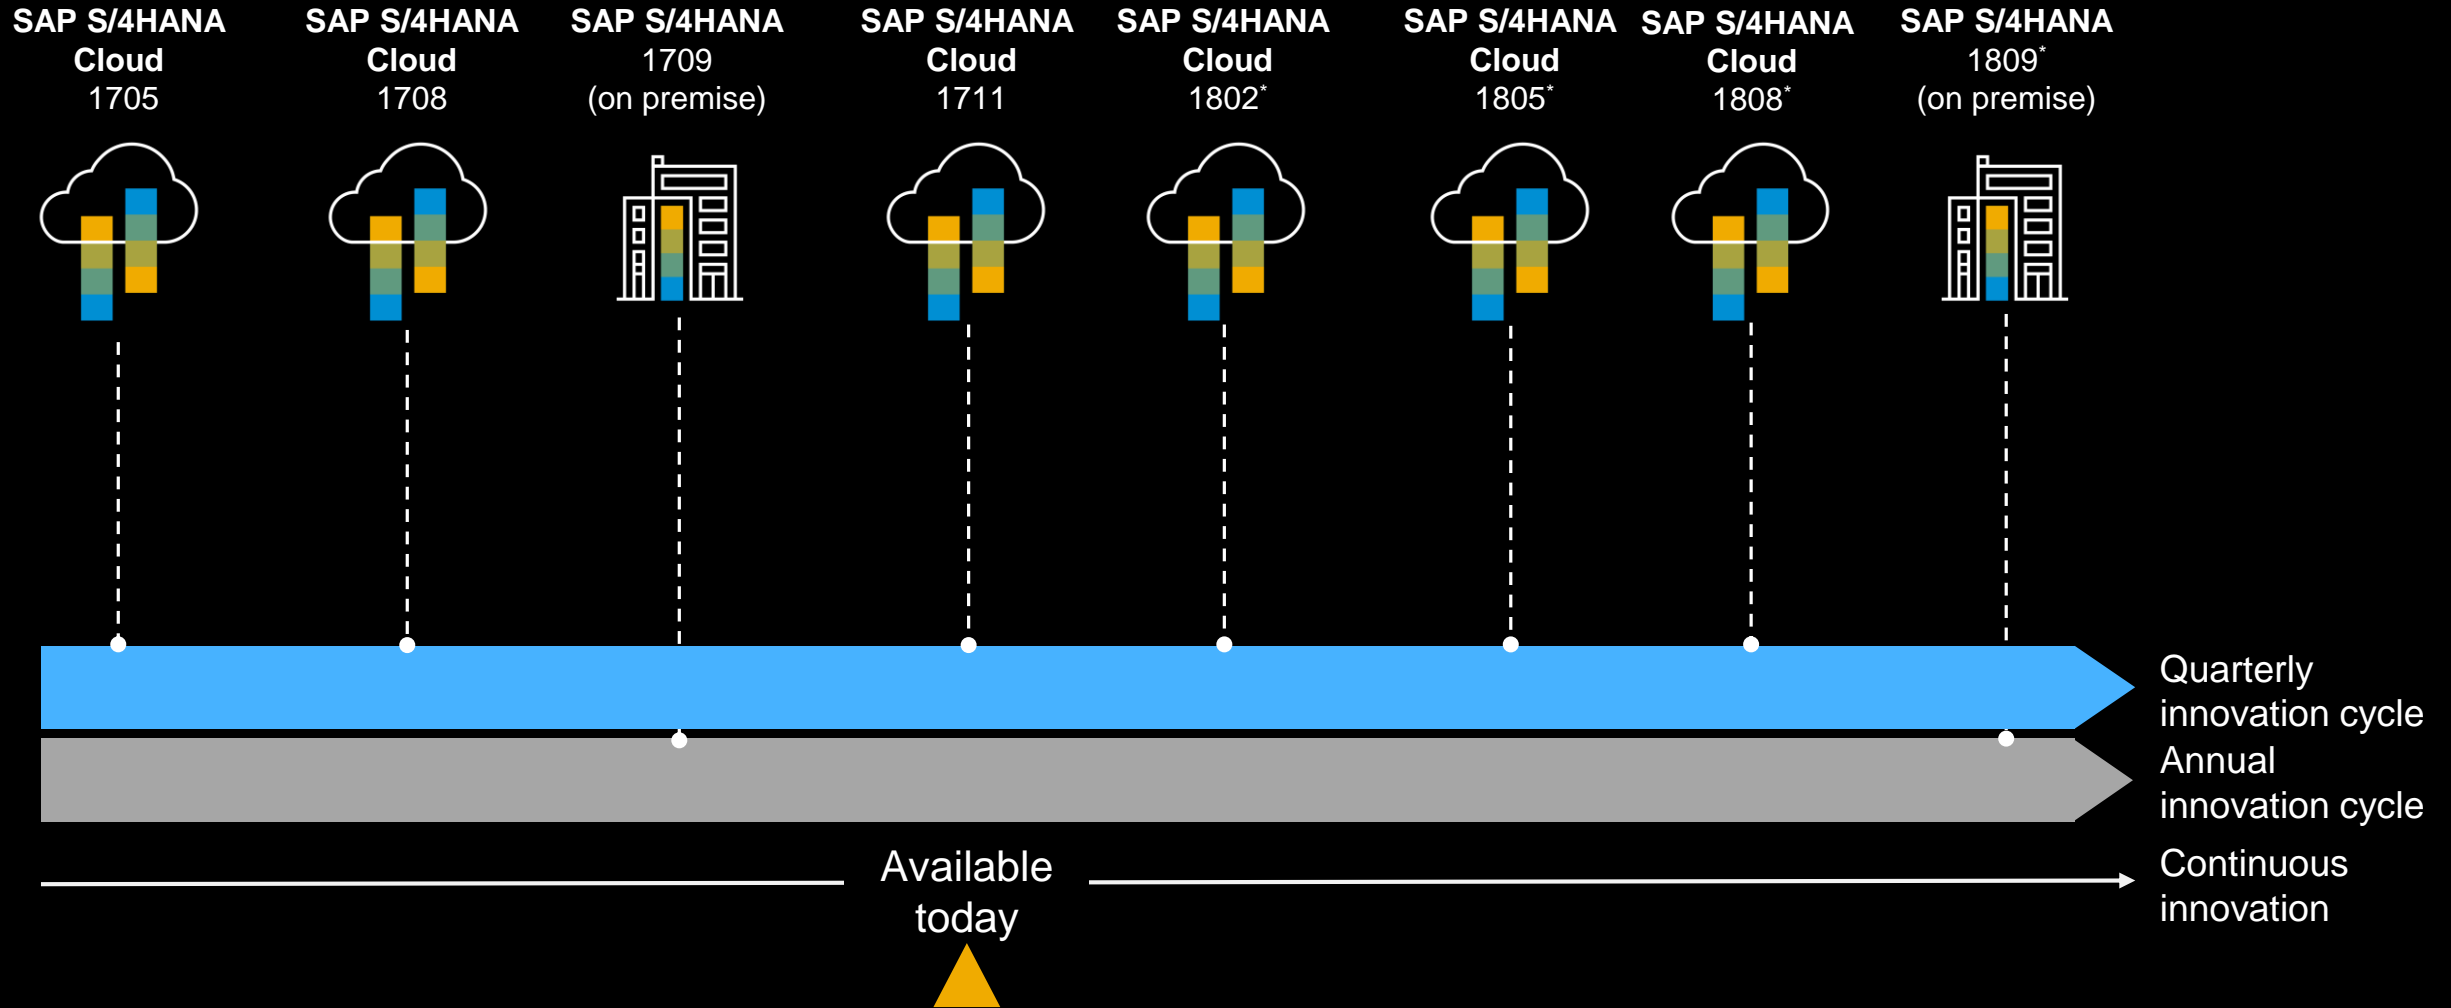 SAP S/4HANA
Cloud
1705
SAP S/4HANA
Cloud
1708
SAP S/4HANA
1709
(on premise)
SAP S/4HANA
Cloud
1711
SAP S/4HANA
Cloud
1802*
SAP S/4HANA
Cloud
1805*
SAP S/4HANA
Cloud
1808*
SAP S/4HANA
1809*
(on premise)
Quarterly
innovation cycle
Annual
innovation cycle
Available
today
Continuous
innovation